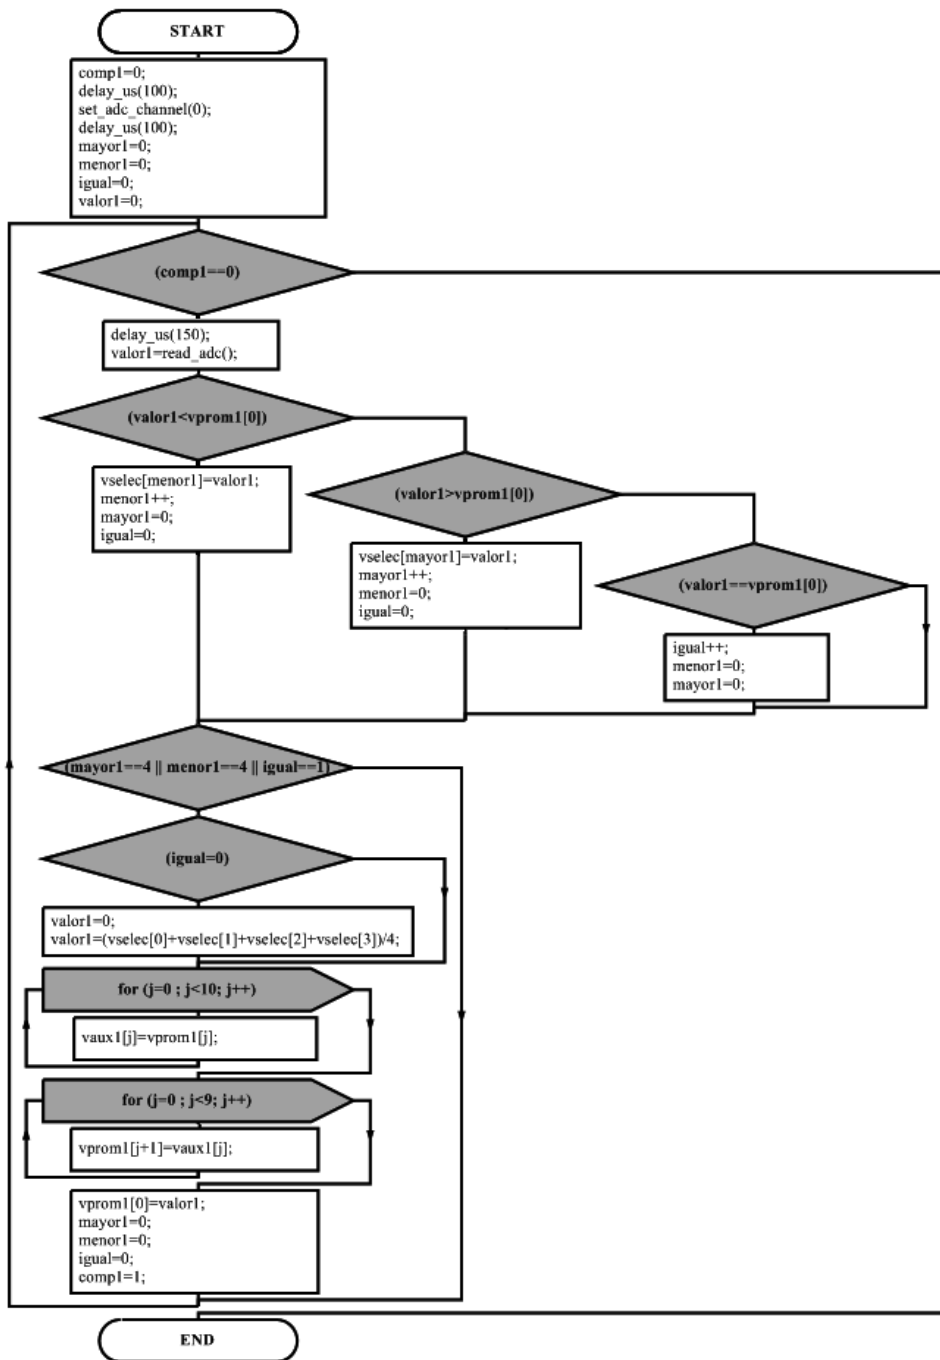 START
comp1=0;
delay_us(100);
set_adc_channel(0);
delay_us(100);
mayor1=0;
menor1=0;
igual=0;
valor1=0;
(comp1==0)
delay_us(150);
valor1=read_adc();
(valor1<vprom1[0])
vselec[menor1]=valor1;
menor1++;
mayor1=0;
igual=0;
(valor1>vprom1[0])
vselec[mayor1]=valor1;
mayor1++;
menor1=0;
igual=0;
(valor1==vprom1[0])
igual++;
menor1=0;
mayor1=0;
(mayor1==4 || menor1==4 || igual==1)
(igual=0)
valor1=0;
valor1=(vselec[0]+vselec[1]+vselec[2]+vselec[3])/4;
for (j=0 ; j<10; j++)
vaux1[j]=vprom1[j];
for (j=0 ; j<9; j++)
vprom1[j+1]=vaux1[j];
vprom1[0]=valor1;
mayor1=0;
menor1=0;
igual=0;
comp1=1;
END